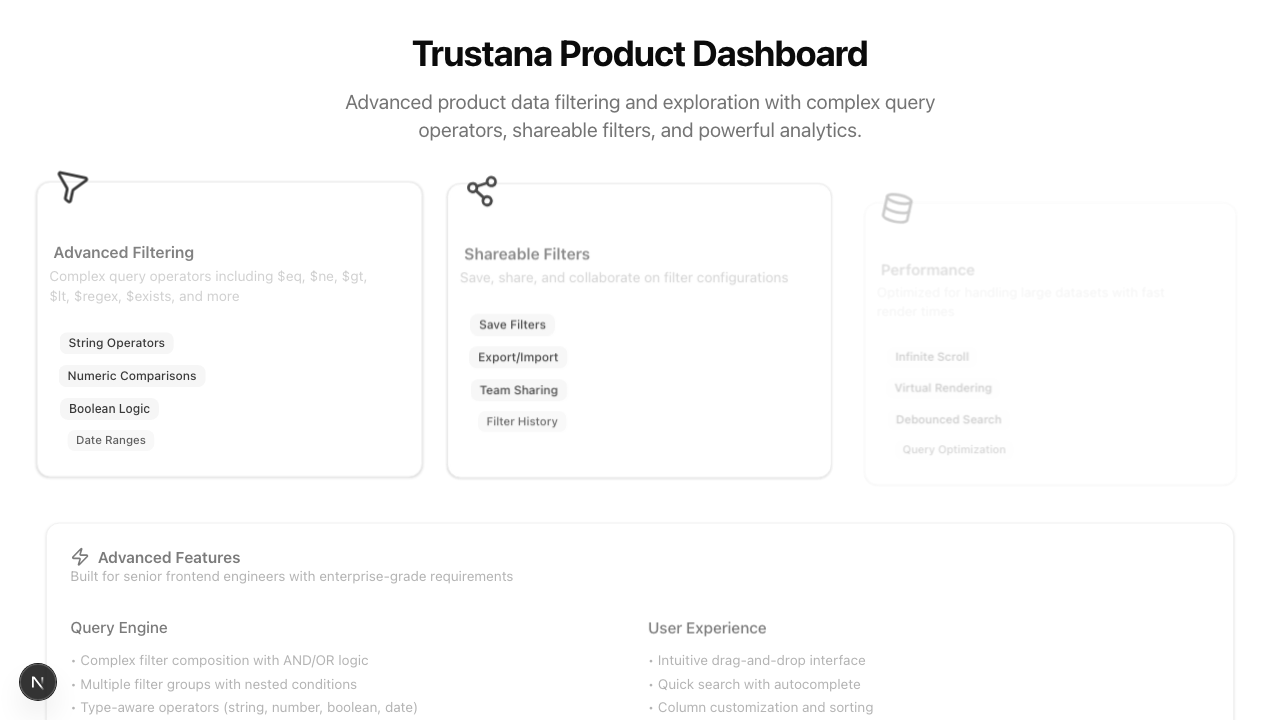 Trustana Product Dashboard
Advanced product data filtering and exploration with complex query
operators, shareable filters, and powerful analytics.
Advanced Filtering
Complex query operators including $eq, $ne, $gt,
$lt, $regex, $exists, and more
String Operators
Numeric Comparisons
Boolean Logic
Date Ranges
Shareable Filters
Save, share, and collaborate on filter configurations
Save Filters
Export/Import
Team Sharing
Filter History
Performance
Optimized for handling large datasets with fast
render times
Infinite Scroll
Virtual Rendering
Debounced Search
Query Optimization
Advanced Features
Built for senior frontend engineers with enterprise-grade requirements
Query Engine
• Complex filter composition with AND/OR logic
• Multiple filter groups with nested conditions
• Type-aware operators (string, number, boolean, date)
User Experience
• Intuitive drag-and-drop interface
• Quick search with autocomplete
• Column customization and sorting
N